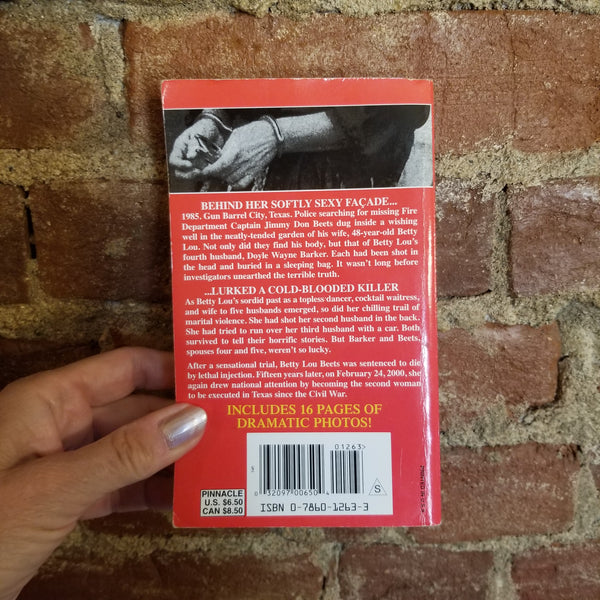 BEHIND HER SOFTLY SEXY FAÇADE...
1985. Gun Barrel City, Texas. Police searching for missing Fire
Department Captain Jimmy Don Beets dug inside a wishing
well in the neatly-tended garden of his wife, 48-year-old Betty
Lou. Not only did they find his body, but that of Betty Lou's
fourth husband, Doyle Wayne Barker. Each had been shot in
the head and buried in a sleeping bag. It wasn't long before
investigators unearthed the terrible truth.
...LURKED A COLD-BLOODED KILLER
As Betty Lou's sordid past as a topless dancer, cocktail waitress,
and wife to five husbands emerged, so did her chilling trail of
marital violence. She had shot her second husband in the back.
She had tried to run over her third husband with a car. Both
survived to tell their horrific stories. But Barker and Beets,
spouses four and five, weren't so lucky.
After a sensational trial, Betty Lou Beets was sentenced to die
by lethal injection. Fifteen years later, on February 24, 2000, she
again drew national attention by becoming the second woman
to be executed in Texas since the Civil War.
INCLUDES 16 PAGES OF
DRAMATIC PHOTOS!
01263>
5
0 32097 00650 4
S
PINNACLE
U.S. $6.50
CAN $8.50
ISBN 0-7860-1263-3
PRINTED IN U.S.A.